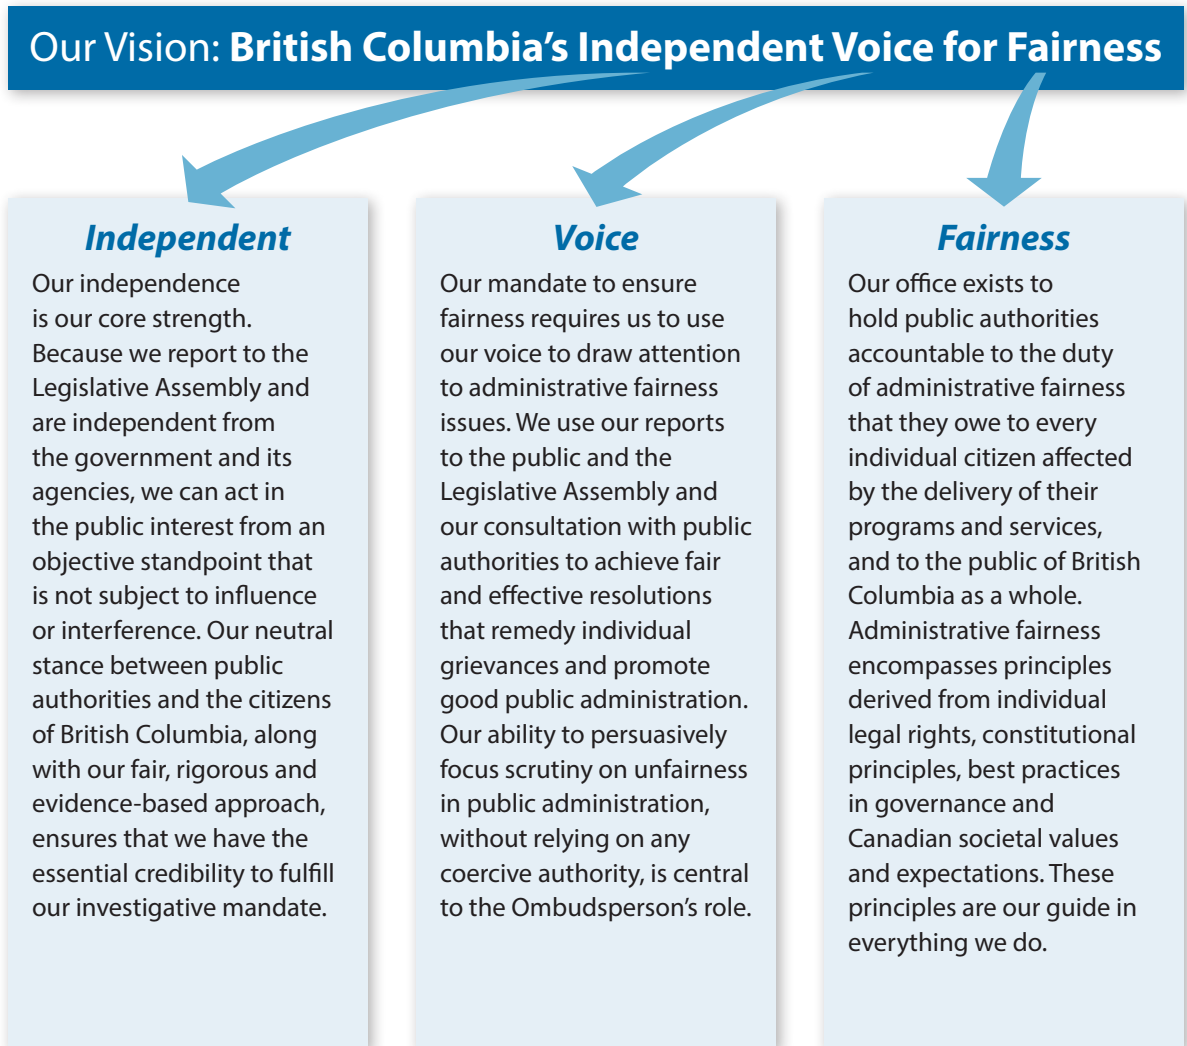 Our Vision: British Columbia's Independent Voice for Fairness
Independent
Our independence
is our core strength.
Because we report to the
Legislative Assembly and
are independent from
the government and its
agencies, we can act in
the public interest from an
objective standpoint that
is not subject to influence
or interference. Our neutral
stance between public
authorities and the citizens
of British Columbia, along
with our fair, rigorous and
evidence-based approach,
ensures that we have the
essential credibility to fulfill
our investigative mandate.
Voice
Our mandate to ensure
fairness requires us to use
our voice to draw attention
to administrative fairness
issues. We use our reports
to the public and the
Legislative Assembly and
our consultation with public
authorities to achieve fair
and effective resolutions
that remedy individual
grievances and promote
good public administration.
Our ability to persuasively
focus scrutiny on unfairness
in public administration,
without relying on any
coercive authority, is central
to the Ombudsperson's role.
Fairness
Our office exists to
hold public authorities
accountable to the duty
of administrative fairness
that they owe to every
individual citizen affected
by the delivery of their
programs and services,
and to the public of British
Columbia as a whole.
Administrative fairness
encompasses principles
derived from individual
legal rights, constitutional
principles, best practices
in governance and
Canadian societal values
and expectations. These
principles are our guide in
everything we do.